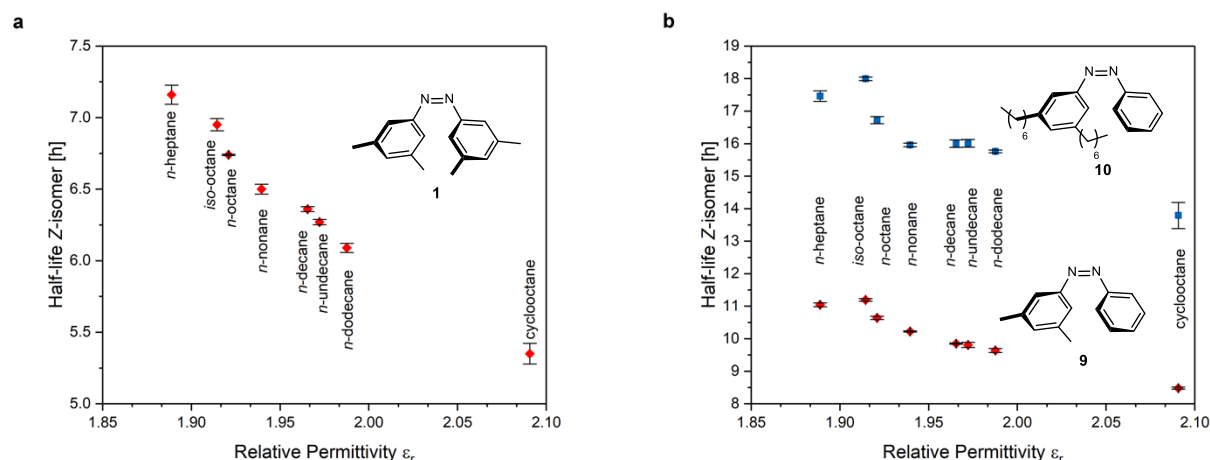 a
7.5
7.0
6.5
6.0
5.5
5.0
Half-life Z-isomer [h]
n-heptane
iso-octane
n-octane
n-nonane
n-decane
n-undecane
n-dodecane
cyclooctane
N=N
1
1.85 1.90 1.95 2.00 2.05 2.10
Relative Permittivity εr
b
19
18
17
16
15
14
13
12
11
10
9
8
Half-life Z-isomer [h]
n-heptane
iso-octane
n-octane
n-nonane
n-decane
n-undecane
n-dodecane
cyclooctane
N=N
6
6
10
N=N
9
1.85 1.90 1.95 2.00 2.05 2.10
Relative Permittivity εr